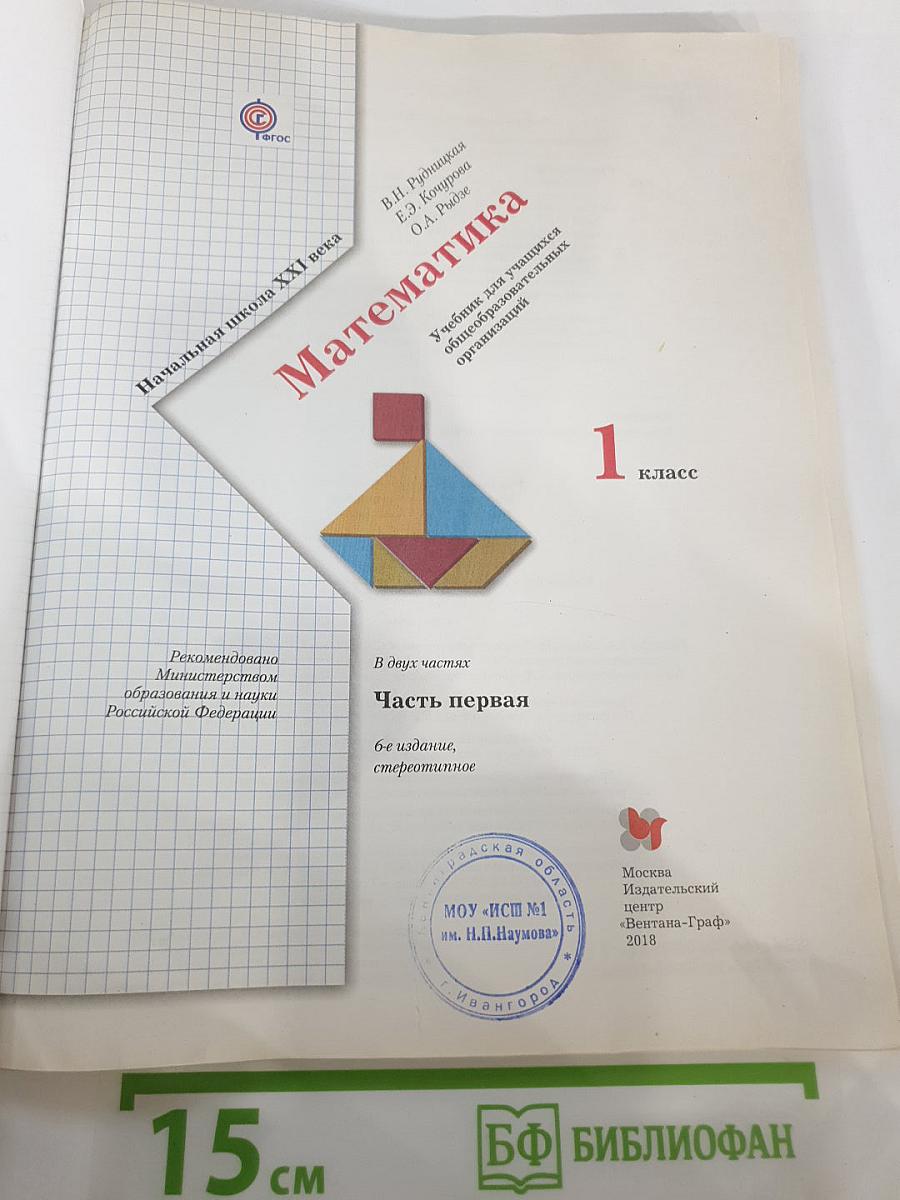 ФГОС
В.Н. Рудницкая
Е.Э. Кочурова
О.А. Рыдзе
Начальная школа XXI века
Математика
Учебник для учащихся
общеобразовательных
организаций
1 класс
Рекомендовано
Министерством
образования и науки
Российской Федерации
В двух частях
Часть первая
6-е издание,
стереотипное
Москва
Издательский
центр
«Вентана-Граф»
2018
область
МОУ «ИСШ №1
им. Н.П.Наумова»
* г.Ивангород *
15 см
БФ БИБЛИОФАН